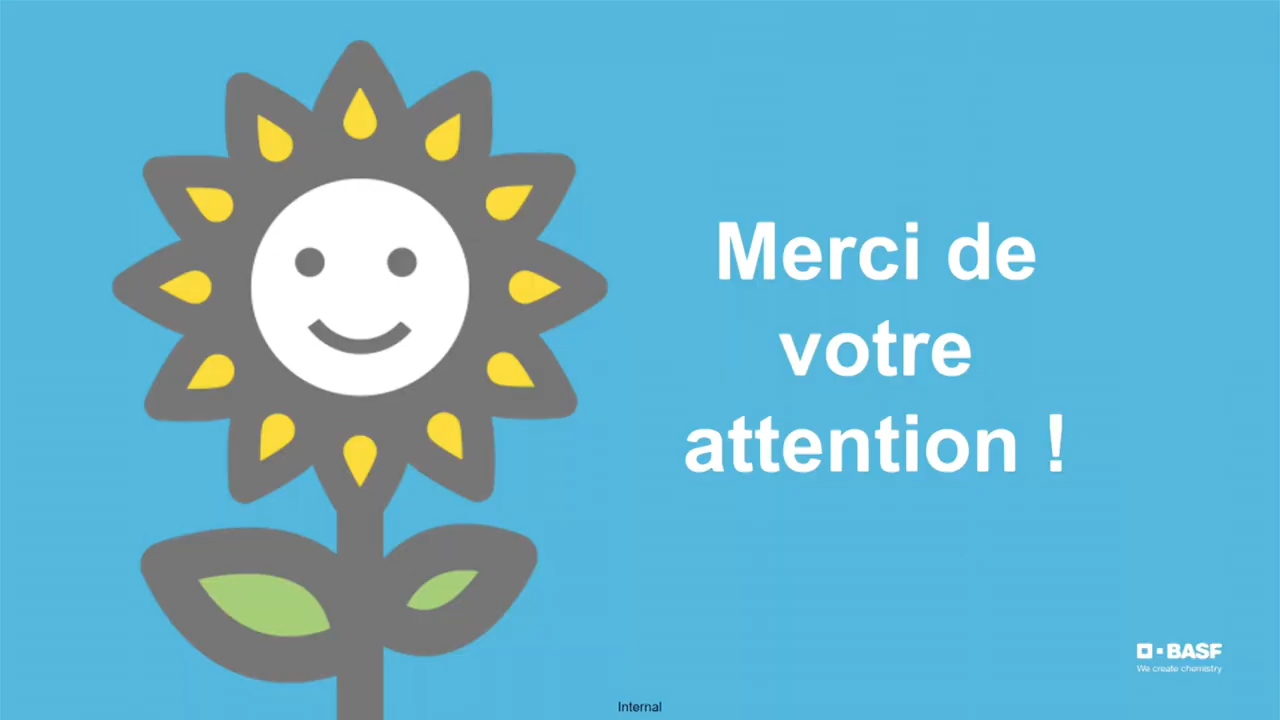 Merci de
votre
attention !
BASF
We create chemistry
Internal